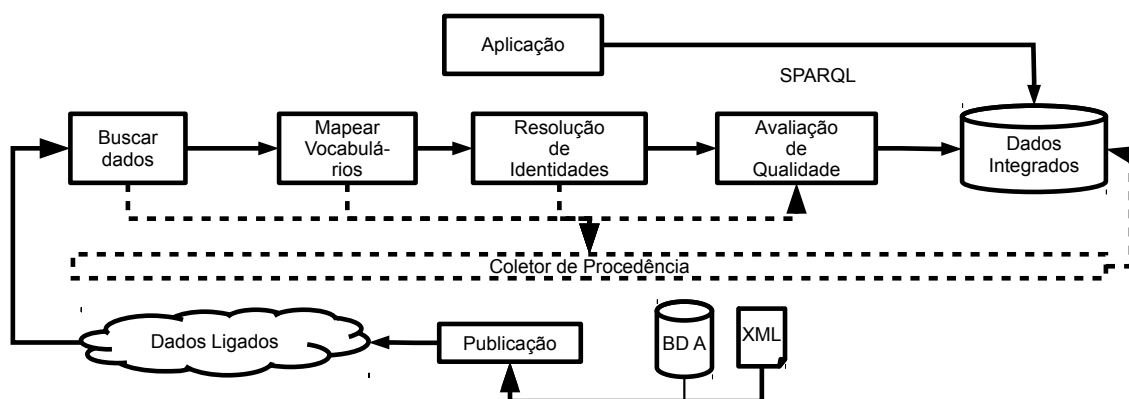 Aplicação
SPARQL
Buscar
dados
Mapear
Vocabulá-
rios
Resolução
de
Identidades
Avaliação
de
Qualidade
Dados
Integrados
Coletor de Procedência
Dados Ligados
Publicação
BD A
XML